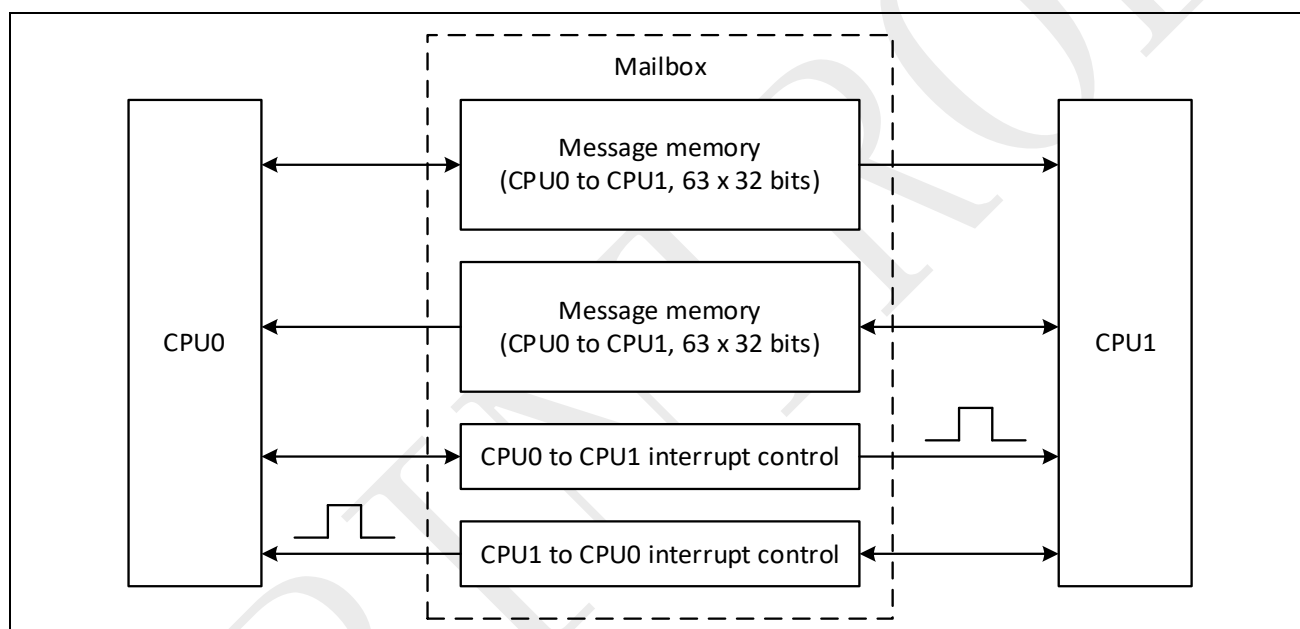 Mailbox
Message memory
(CPU0 to CPU1, 63 x 32 bits)
CPU0
Message memory
(CPU0 to CPU1, 63 x 32 bits)
CPU1
CPU0 to CPU1 interrupt control
CPU1 to CPU0 interrupt control